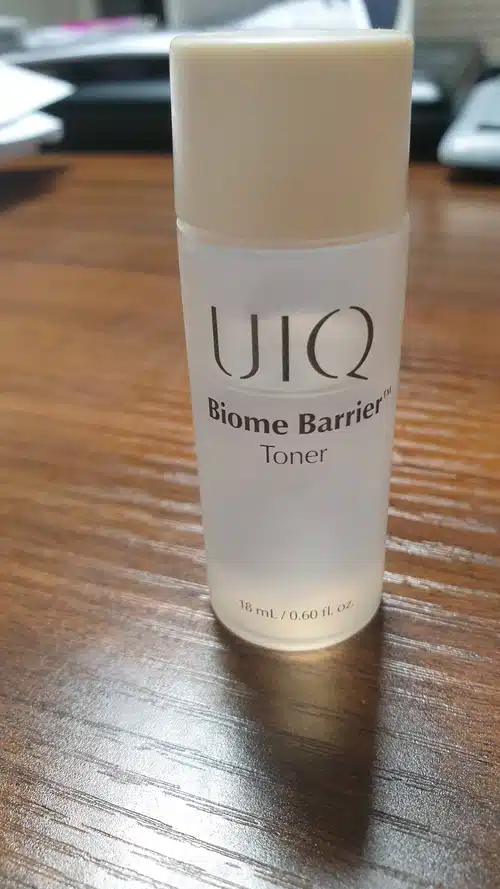 UIQ
Biome Barrier™
Toner
18 mL / 0.60 fl. oz.